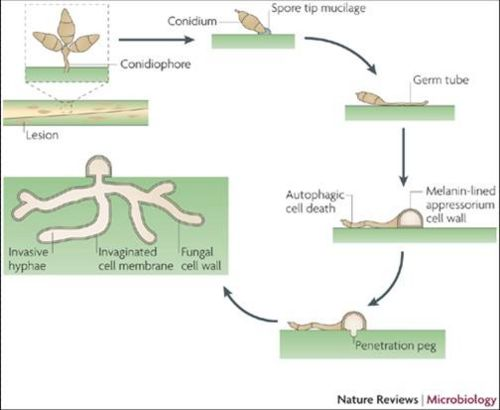 Spore tip mucilage
Conidium
Conidiophore
Germ tube
Lesion
Autophagic
cell death
Melanin-lined
appressorium
cell wall
Invasive
hyphae
Invaginated
cell membrane
Fungal
cell wall
Penetration peg
Nature Reviews | Microbiology